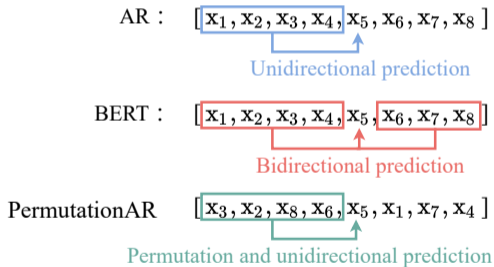 AR : [x₁, x₂, x₃, x₄, x₅, x₆, x₇, x₈]
Unidirectional prediction
BERT : [x₁, x₂, x₃, x₄, x₅, x₆, x₇, x₈]
Bidirectional prediction
PermutationAR [x₃, x₂, x₈, x₆, x₅, x₁, x₇, x₄]
Permutation and unidirectional prediction